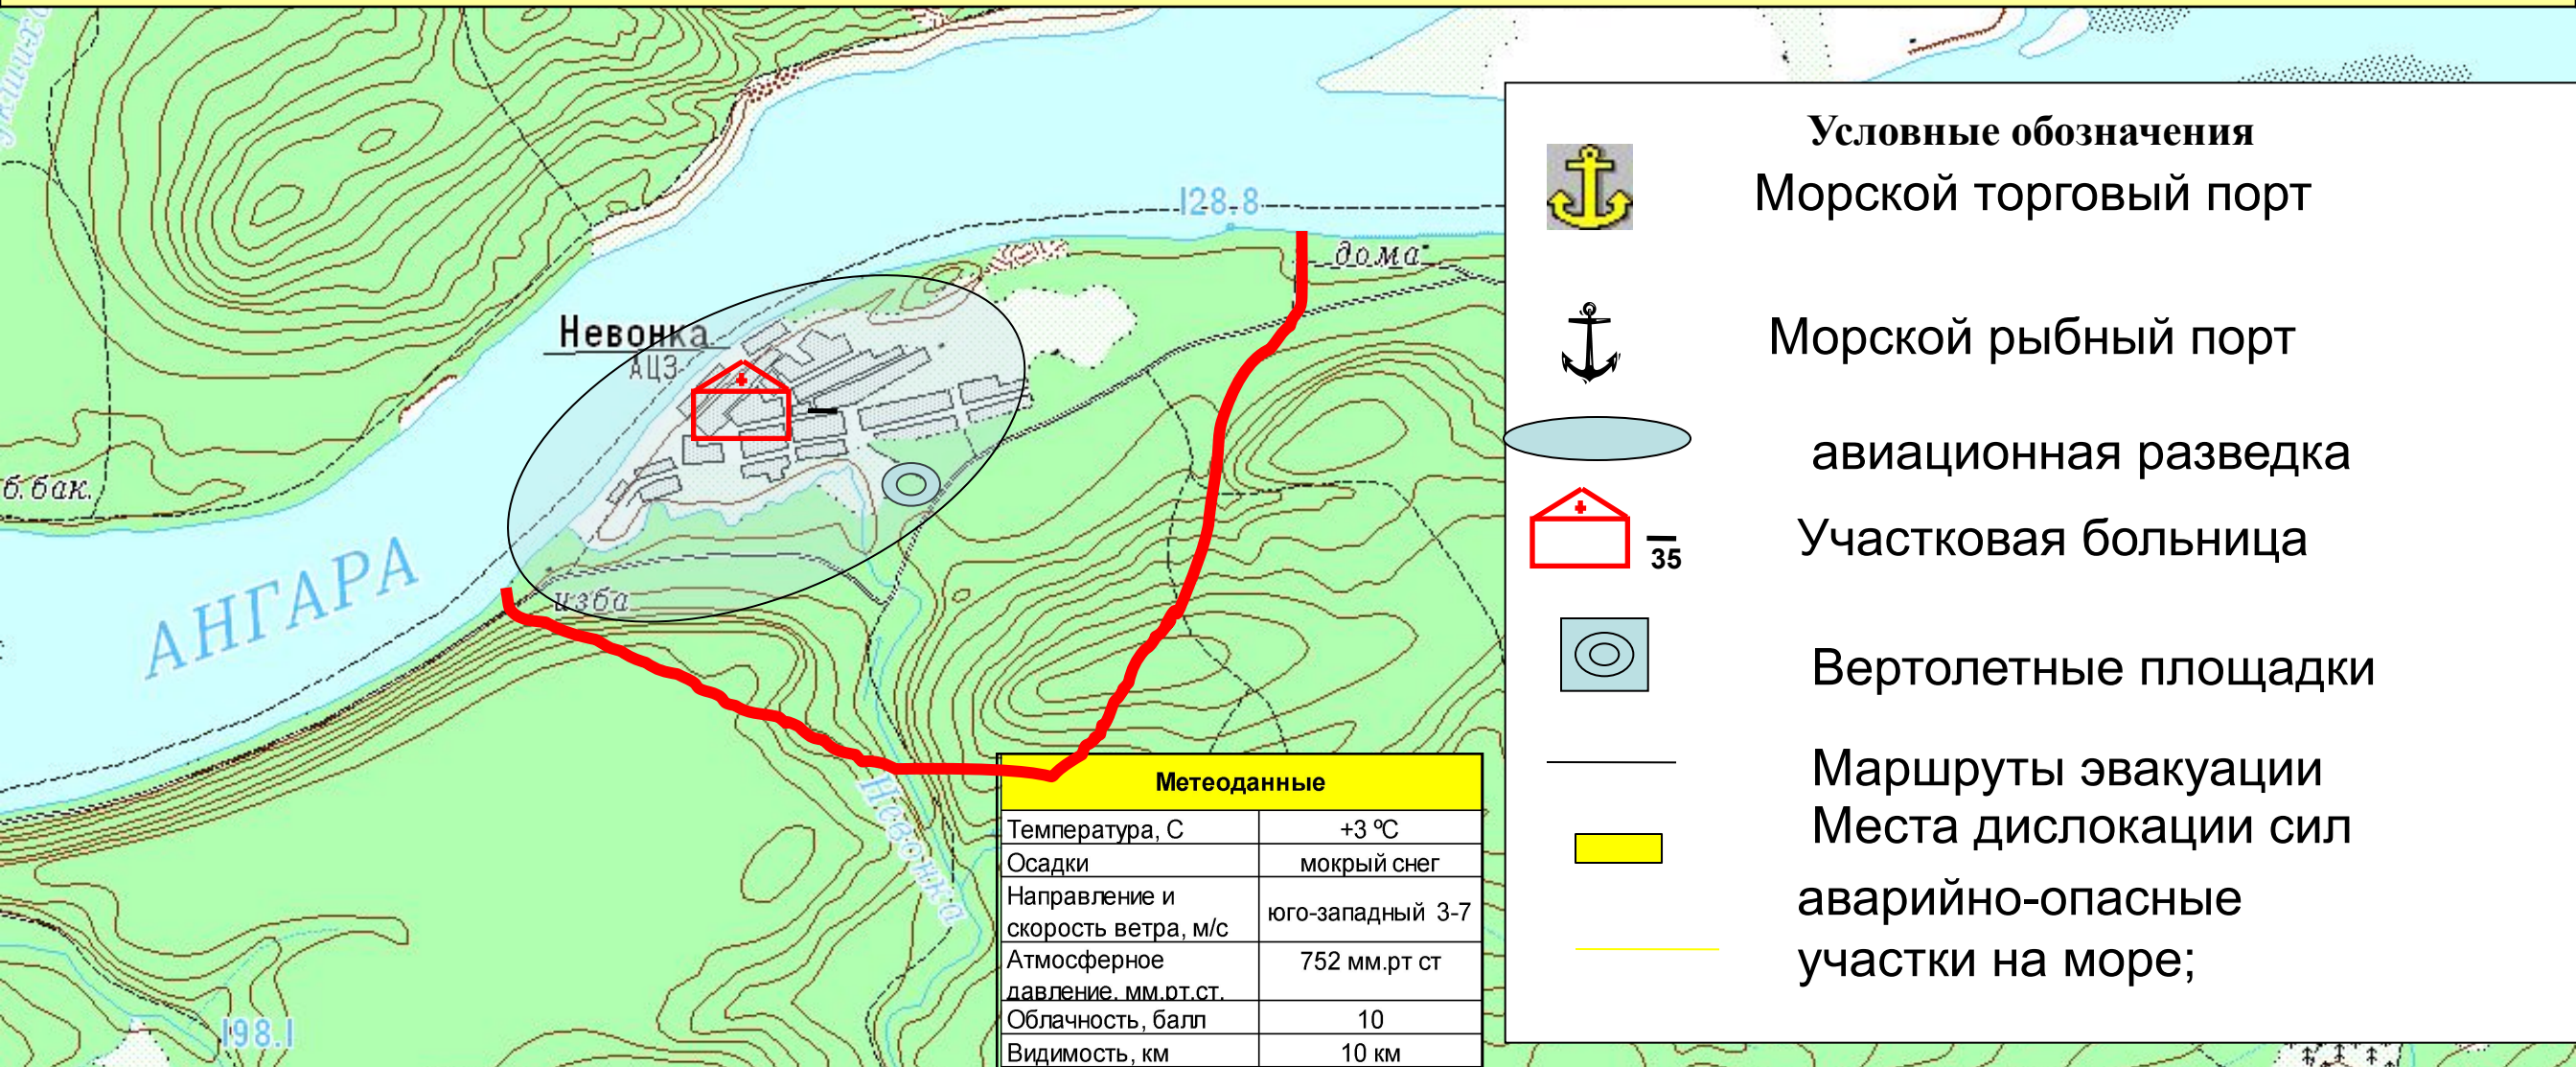 128.8
дома
Невонка
АЦЗ
б.бак.
АНГАРА
изба
Невонка
198.1
Метеоданные
Температура, С +3 ºС
Осадки мокрый снег
Направление и
скорость ветра, м/с юго-западный 3-7
Атмосферное
давление, мм.рт.ст. 752 мм.рт ст
Облачность, балл 10
Видимость, км 10 км
Условные обозначения
Морской торговый порт
Морской рыбный порт
авиационная разведка
Участковая больница
35
Вертолетные площадки
Маршруты эвакуации
Места дислокации сил
аварийно-опасные
участки на море;